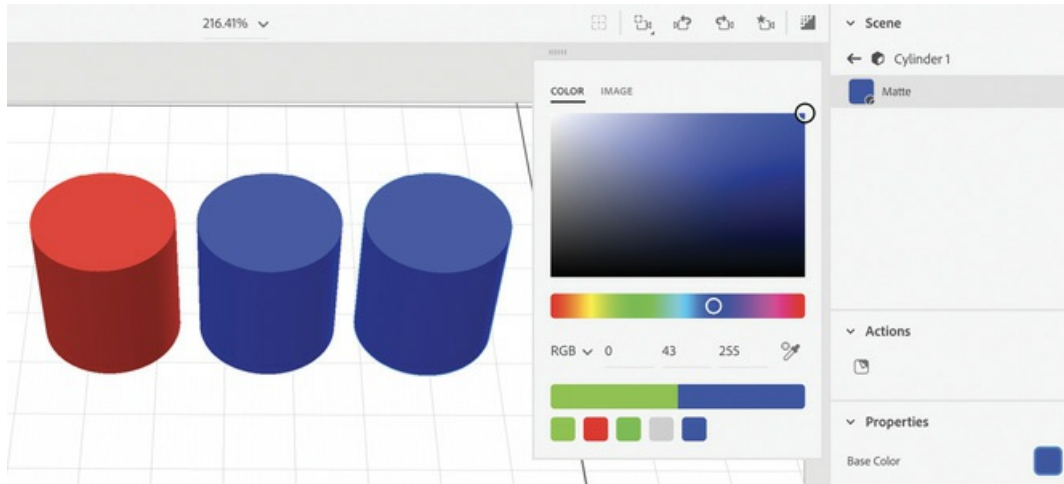 216.41%
COLOR IMAGE
RGB 0 43 255
Scene
Cylinder 1
Matte
Actions
Properties
Base Color